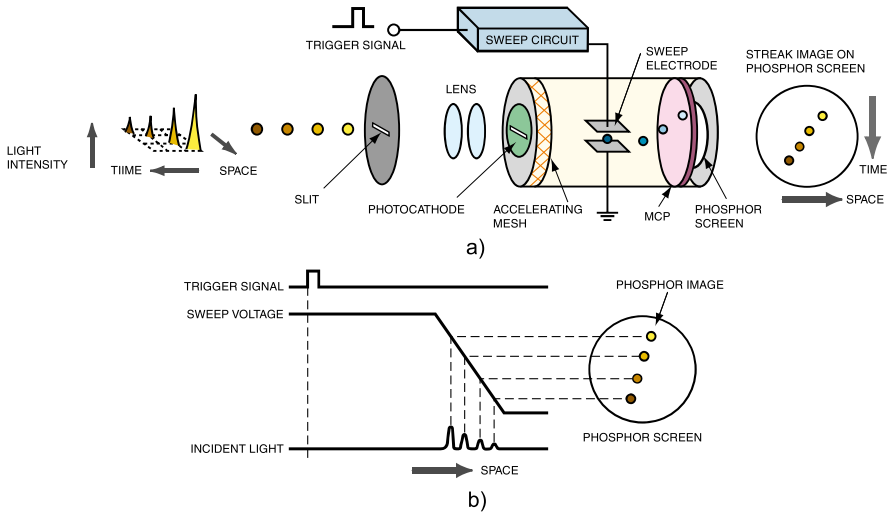 TRIGGER SIGNAL
SWEEP CIRCUIT
SWEEP
ELECTRODE
STREAK IMAGE ON
PHOSPHOR SCREEN
LENS
LIGHT
INTENSITY
TIIME
SPACE
SLIT
PHOTOCATHODE
ACCELERATING
MESH
MCP
PHOSPHOR
SCREEN
TIME
SPACE
a)
TRIGGER SIGNAL
PHOSPHOR IMAGE
SWEEP VOLTAGE
PHOSPHOR SCREEN
INCIDENT LIGHT
SPACE
b)